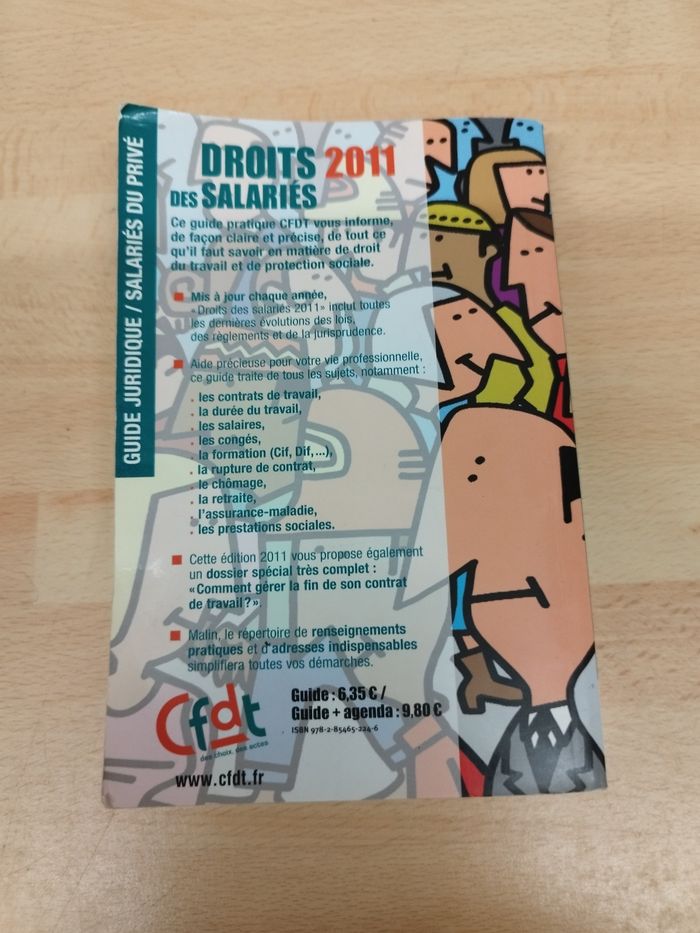 GUIDE JURIDIQUE / SALARIÉS DU PRIVÉ
DROITS 2011
DES SALARIÉS
Ce guide pratique CFDT vous informe,
de façon claire et précise, de tout ce
qu'il faut savoir en matière de droit
du travail et de protection sociale.
Mis à jour chaque année,
«Droits des salariés 2011» inclut toutes
les dernières évolutions des lois,
des règlements et de la jurisprudence.
Aide précieuse pour votre vie professionnelle,
ce guide traite de tous les sujets, notamment :
. les contrats de travail,
. la durée du travail,
. les salaires,
. les congés,
. la formation (Cif, Dif,...),
. la rupture de contrat,
. le chômage,
. la retraite,
. l'assurance-maladie,
. les prestations sociales.
Cette édition 2011 vous propose également
un dossier spécial très complet :
«Comment gérer la fin de son contrat
de travail?».
Malin, le répertoire de renseignements
pratiques et d'adresses indispensables
simplifiera toutes vos démarches.
Cfdt
des choix, des actes
www.cfdt.fr
Guide : 6,35 € /
Guide + agenda : 9,80 €
ISBN 978-2-85465-224-6